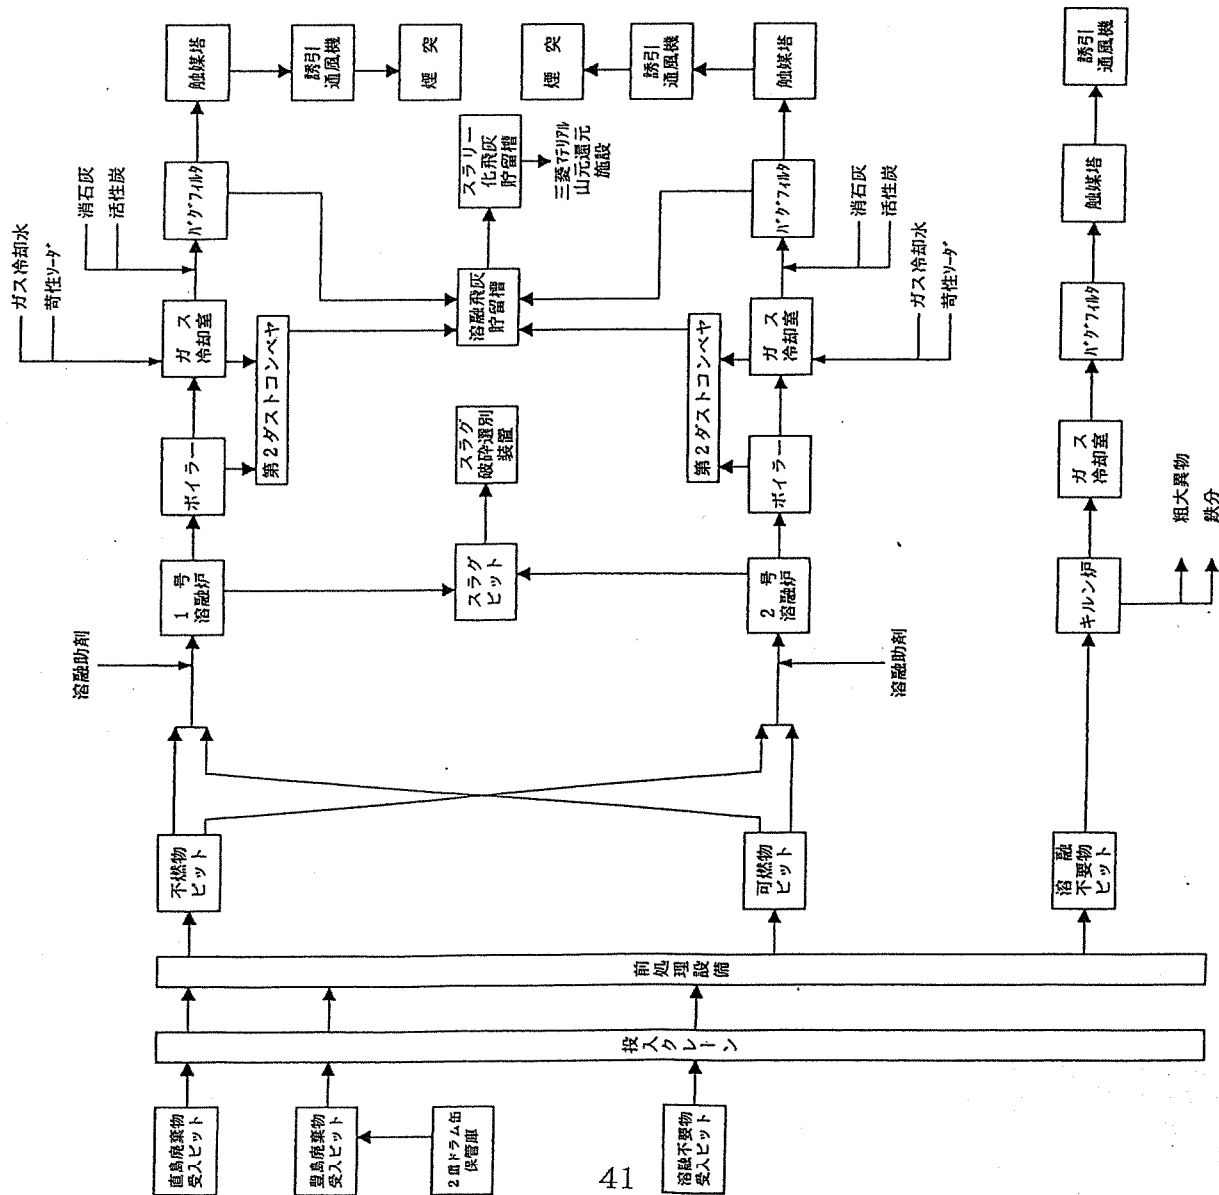 直島廃棄物
受入ピット
豊島廃棄物
受入ピット
2重ドラム缶
保管庫
溶融不要物
受入ピット
投入クレーン
前処理設備
不燃物
ピット
可燃物
ピット
溶融
不要物
ピット
溶融助剤
1号
溶融炉
ボイラー
ガス
冷却室
ガス冷却水
苛性ソーダ
消石灰
活性炭
バグフィルタ
触媒塔
誘引
通風機
煙突
第2ダストコンベヤ
スラグ
ピット
スラグ
破砕選別
装置
溶融飛灰
貯留槽
スラリー
化飛灰
貯留槽
三菱マテリアル
山元還元
施設
溶融助剤
2号
溶融炉
ボイラー
第2ダストコンベヤ
ガス
冷却室
ガス冷却水
苛性ソーダ
消石灰
活性炭
バグフィルタ
触媒塔
誘引
通風機
煙突
キルン炉
粗大異物
鉄分
ガス
冷却室
バグフィルタ
触媒塔
誘引
通風機
41